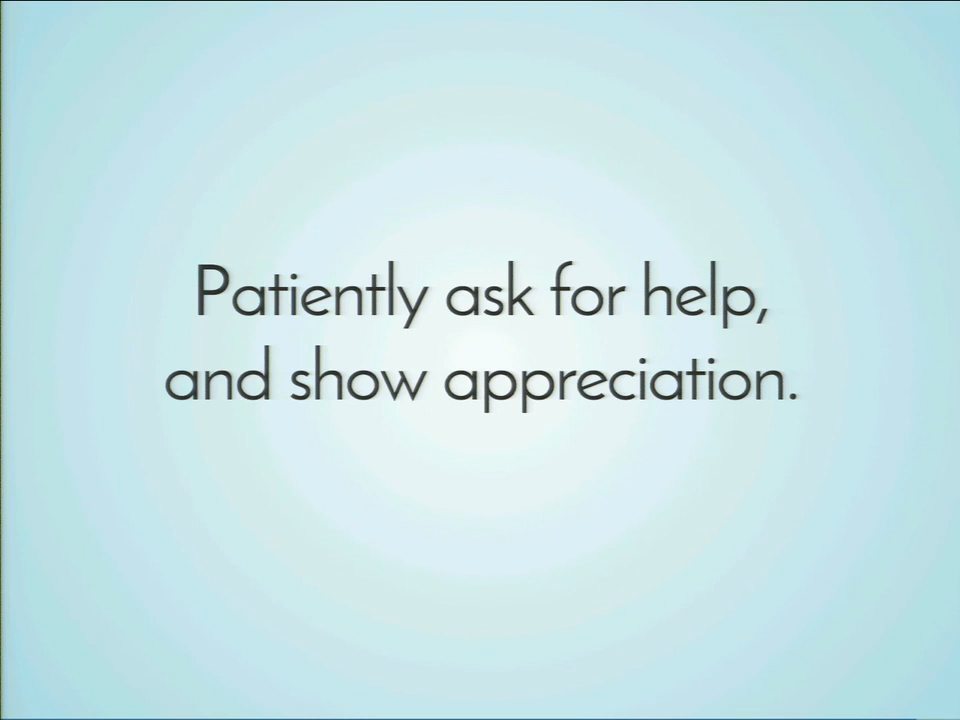 Patiently ask for help,
and show appreciation.